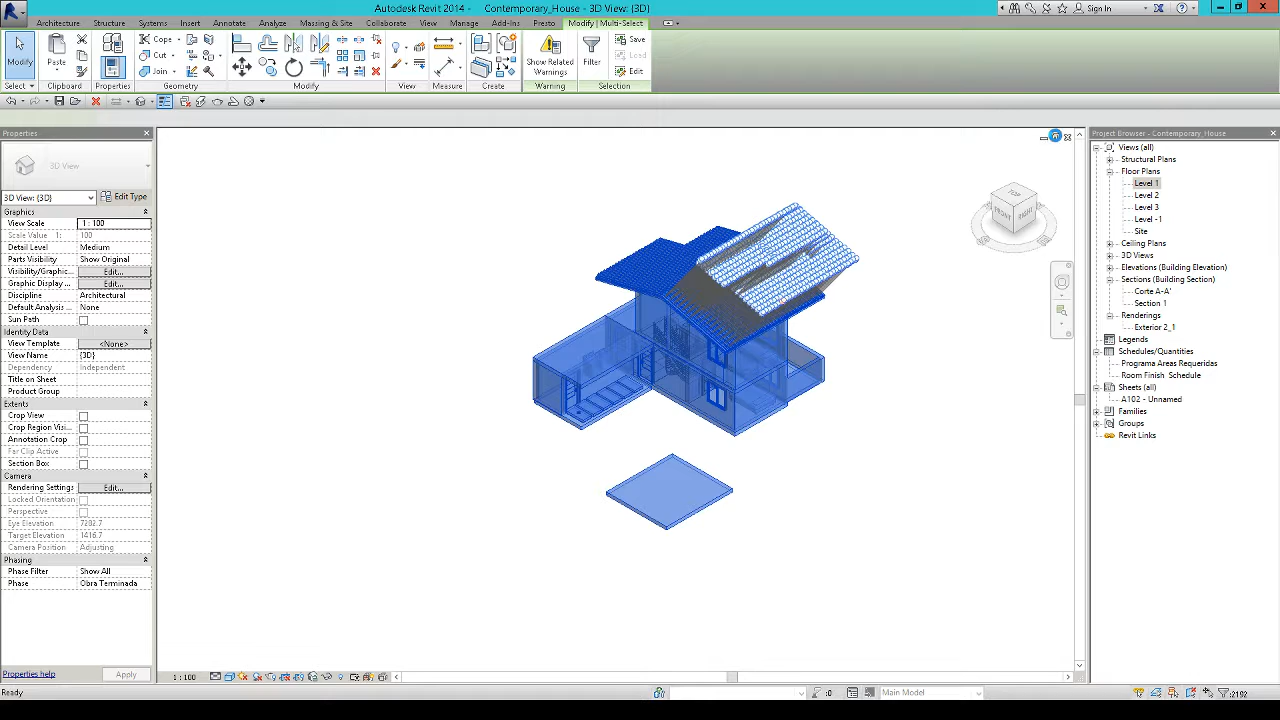 Autodesk Revit 2014 - Contemporary_House - 3D View: {3D}
Sign In
Architecture Structure Systems Insert Annotate Analyze Massing & Site Collaborate View Manage Add-Ins Presto Modify | Multi-Select
Modify Paste Cope Cut Join Show Related Warnings Filter Save Load Edit
Select Clipboard Properties Geometry Modify View Measure Create Warning Selection
Properties
3D View
3D View: {3D} Edit Type
Graphics
View Scale 1 : 100
Scale Value 1: 100
Detail Level Medium
Parts Visibility Show Original
Visibility/Graphic... Edit...
Graphic Display ... Edit...
Discipline Architectural
Default Analysis ... None
Sun Path
Identity Data
View Template <None>
View Name {3D}
Dependency Independent
Title on Sheet
Product Group
Extents
Crop View
Crop Region Visi...
Annotation Crop
Far Clip Active
Section Box
Camera
Rendering Settings Edit...
Locked Orientation
Perspective
Eye Elevation 7282.7
Target Elevation 1416.7
Camera Position Adjusting
Phasing
Phase Filter Show All
Phase Obra Terminada
Properties help Apply
TOP
FRONT RIGHT
Project Browser - Contemporary_House
Views (all)
Structural Plans
Floor Plans
Level 1
Level 2
Level 3
Level -1
Site
Ceiling Plans
3D Views
Elevations (Building Elevation)
Sections (Building Section)
Corte A-A'
Section 1
Renderings
Exterior 2_1
Legends
Schedules/Quantities
Programa Areas Requeridas
Room Finish Schedule
Sheets (all)
A102 - Unnamed
Families
Groups
Revit Links
1 : 100
Ready :0 Main Model :2102